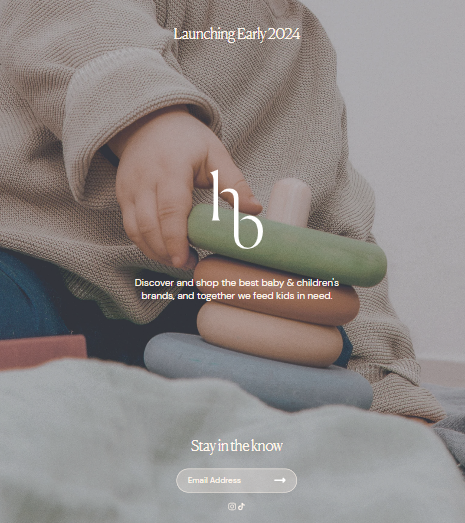 Launching Early 2024
hb
Discover and shop the best baby & children's
brands, and together we feed kids in need.
Stay in the know
Email Address